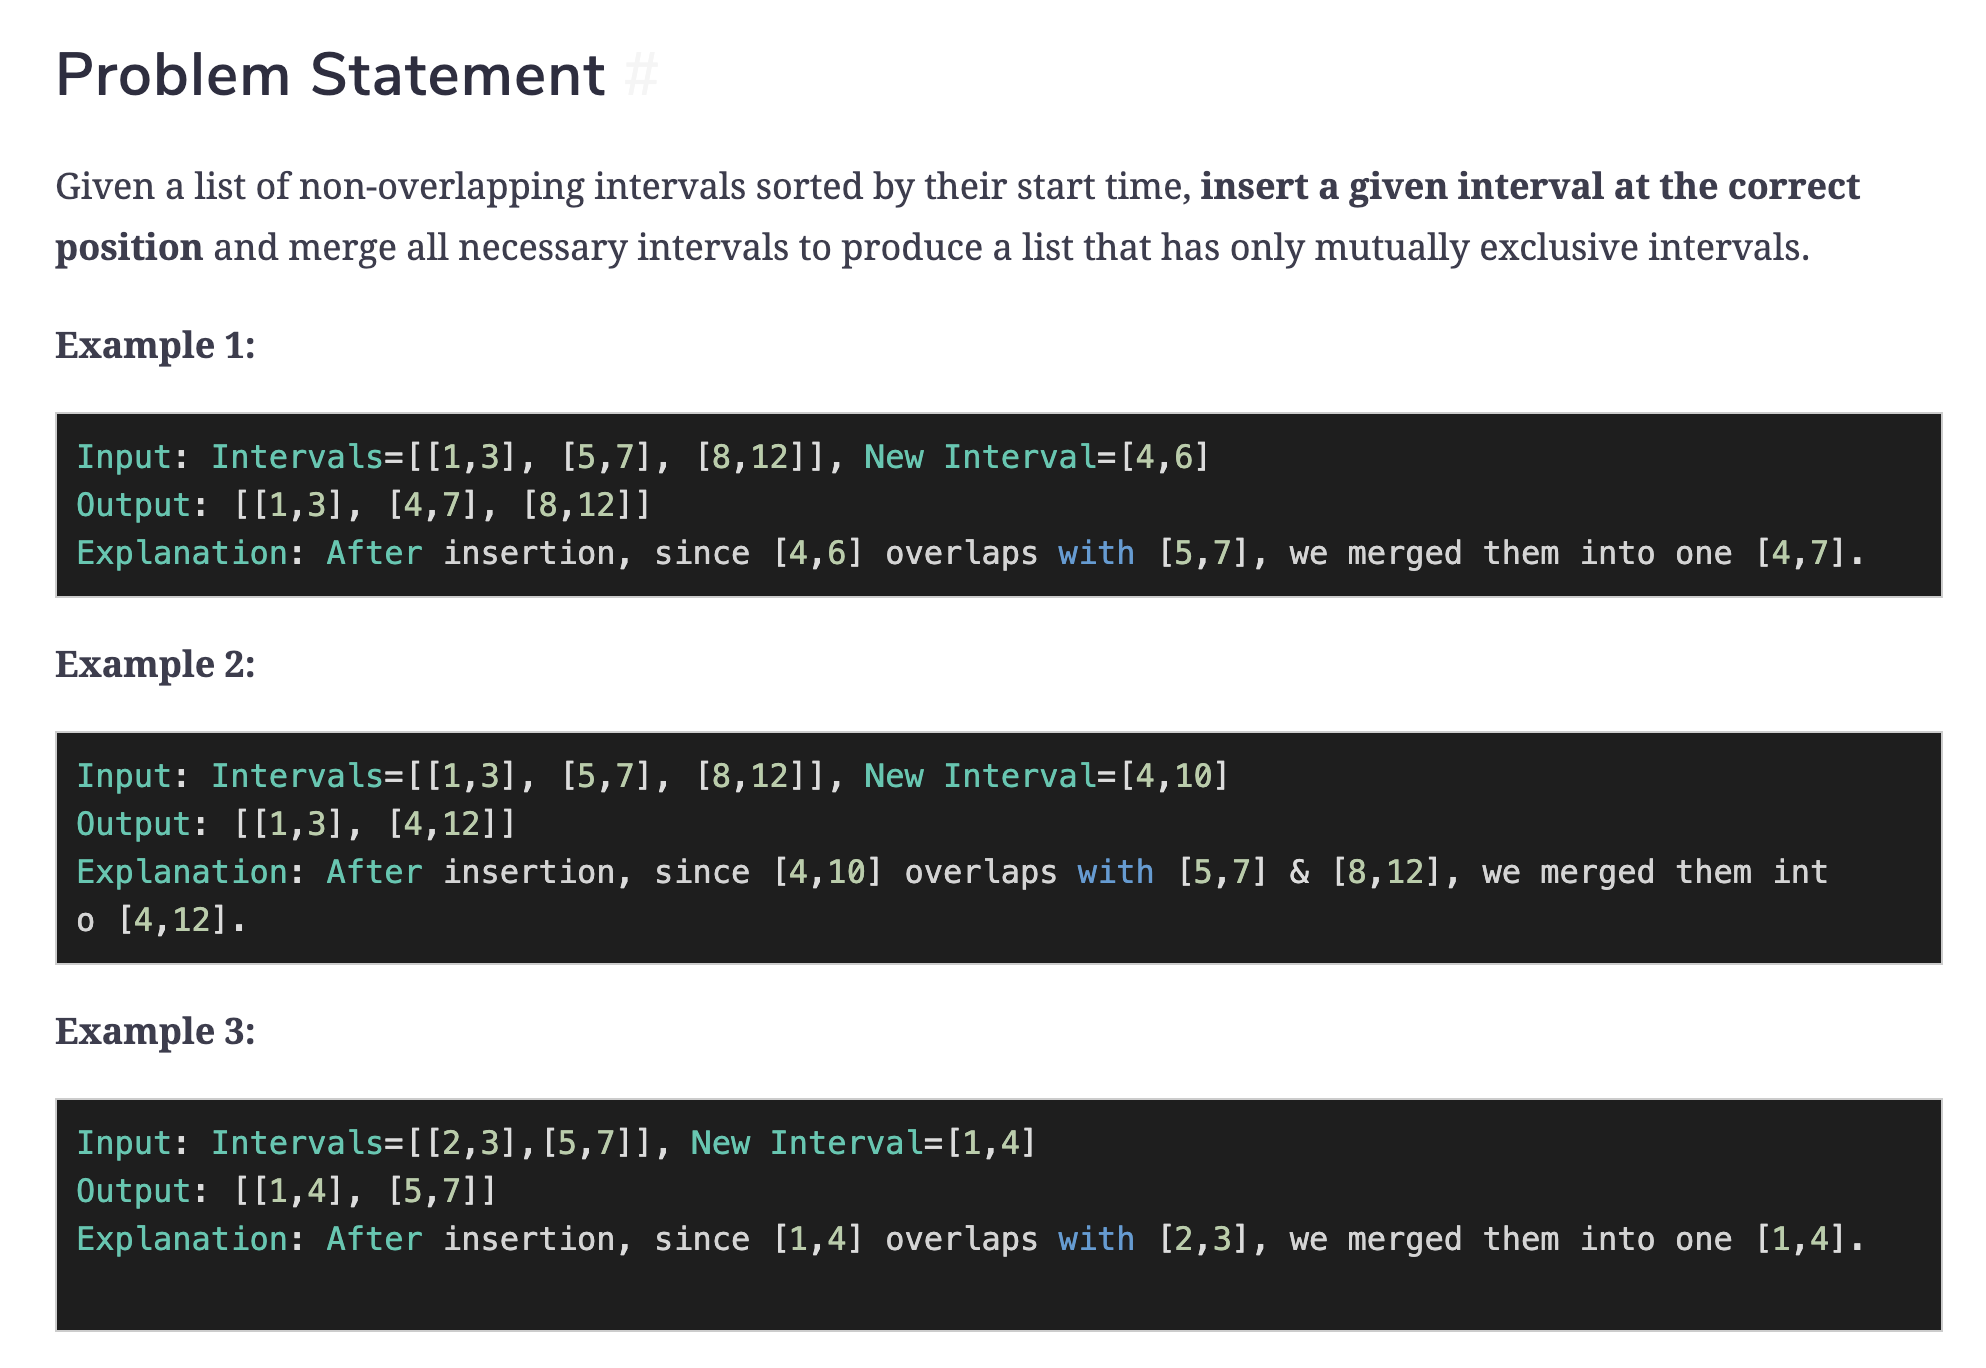 Problem Statement #
Given a list of non-overlapping intervals sorted by their start time, insert a given interval at the correct
position and merge all necessary intervals to produce a list that has only mutually exclusive intervals.
Example 1:
Input: Intervals=[[1,3], [5,7], [8,12]], New Interval=[4,6]
Output: [[1,3], [4,7], [8,12]]
Explanation: After insertion, since [4,6] overlaps with [5,7], we merged them into one [4,7].
Example 2:
Input: Intervals=[[1,3], [5,7], [8,12]], New Interval=[4,10]
Output: [[1,3], [4,12]]
Explanation: After insertion, since [4,10] overlaps with [5,7] & [8,12], we merged them int
o [4,12].
Example 3:
Input: Intervals=[[2,3],[5,7]], New Interval=[1,4]
Output: [[1,4], [5,7]]
Explanation: After insertion, since [1,4] overlaps with [2,3], we merged them into one [1,4].